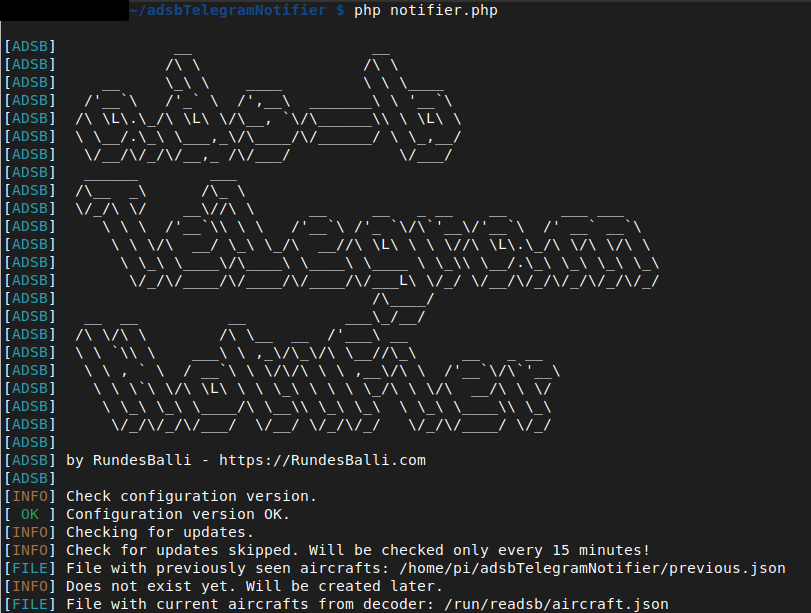 ~/adsbTelegramNotifier $ php notifier.php
[ADSB]
[ADSB]
[ADSB]
[ADSB] ads-b
[ADSB]
[ADSB]
[ADSB]
[ADSB]
[ADSB]
[ADSB]
[ADSB] Telegram
[ADSB]
[ADSB]
[ADSB]
[ADSB]
[ADSB]
[ADSB]
[ADSB]
[ADSB] Notifier
[ADSB]
[ADSB]
[ADSB]
[ADSB]
[ADSB] by RundesBalli - https://RundesBalli.com
[ADSB]
[INFO] Check configuration version.
[ OK ] Configuration version OK.
[INFO] Checking for updates.
[INFO] Check for updates skipped. Will be checked only every 15 minutes!
[FILE] File with previously seen aircrafts: /home/pi/adsbTelegramNotifier/previous.json
[INFO] Does not exist yet. Will be created later.
[FILE] File with current aircrafts from decoder: /run/readsb/aircraft.json